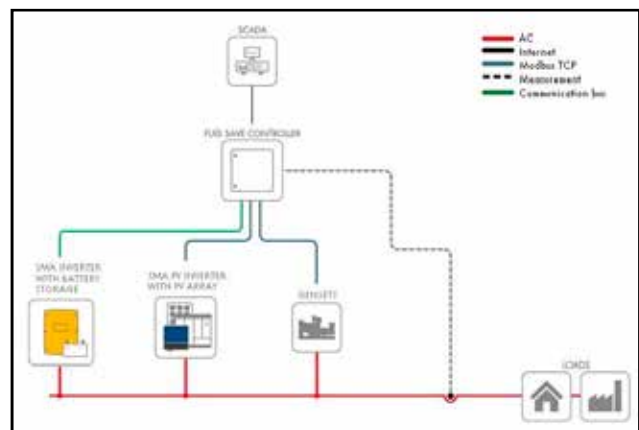 SCADA
AC
Internet
Modbus TCP
Measurement
Communication bus
FUEL SAVE CONTROLLER
SMA INVERTER
WITH BATTERY
STORAGE
SMA PV INVERTER
WITH PV ARRAY
GENSETS
LOADS